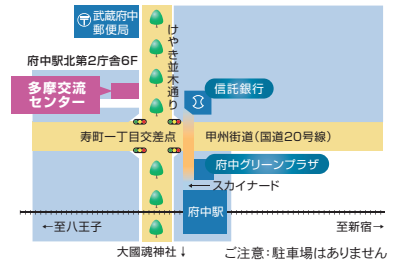 武蔵府中
郵便局
けやき並木通り
府中駅北第2庁舎6F
多摩交流
センター
信託銀行
寿町一丁目交差点
甲州街道(国道20号線)
府中グリーンプラザ
←スカイナード
府中駅
←至八王子
至新宿→
大國魂神社↓
ご注意:駐車場はありません